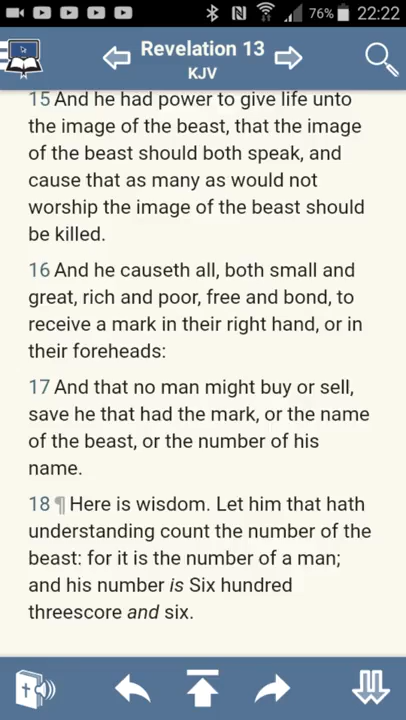 76% 22:22
Revelation 13
KJV
15 And he had power to give life unto
the image of the beast, that the image
of the beast should both speak, and
cause that as many as would not
worship the image of the beast should
be killed.
16 And he causeth all, both small and
great, rich and poor, free and bond, to
receive a mark in their right hand, or in
their foreheads:
17 And that no man might buy or sell,
save he that had the mark, or the name
of the beast, or the number of his
name.
18 ¶ Here is wisdom. Let him that hath
understanding count the number of the
beast: for it is the number of a man;
and his number is Six hundred
threescore and six.